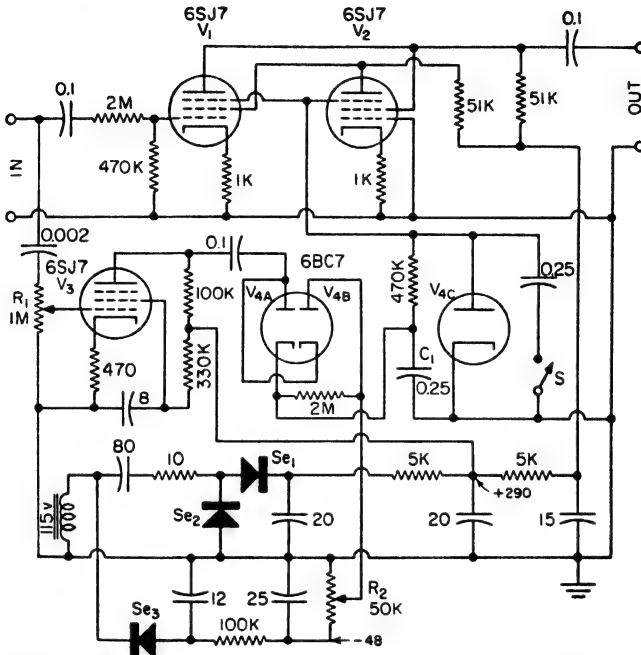 6SJ7
V1
6SJ7
V2
0.1
0.1
2M
51K
51K
OUT
IN
470K
1K
1K
0.002
6SJ7
V3
0.1
6BC7
0.25
R1
1M
100K
V4A
V4B
470K
V4C
470
330K
C1
0.25
S
8
2M
80
10
Se1
5K
5K
+290
115v
Se2
20
20
15
12
25
R2
50K
Se3
100K
-48